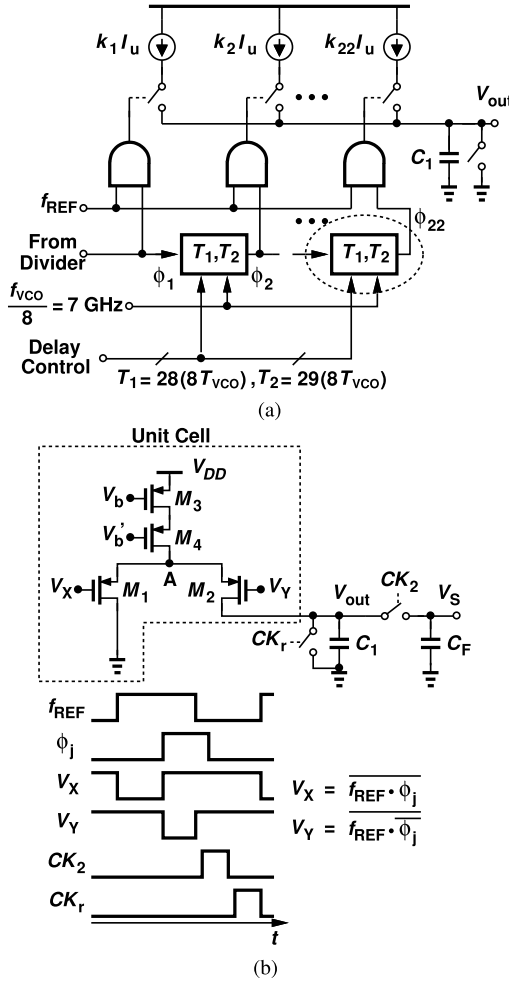 k1Iu k2Iu k22Iu
Vout
C1
fREF
ϕ22
From
Divider
T1,T2 T1,T2
ϕ1 ϕ2
fVCO
8
= 7 GHz
Delay
Control
T1 = 28(8TVCO) , T2 = 29(8TVCO)
(a)
Unit Cell
VDD
Vb M3
Vb' M4
VX M1 A M2 VY
Vout CK2 VS
CKr C1 CF
fREF
ϕj
VX VX = fREF • ϕj
VY VY = fREF • ϕj
CK2
CKr
t
(b)